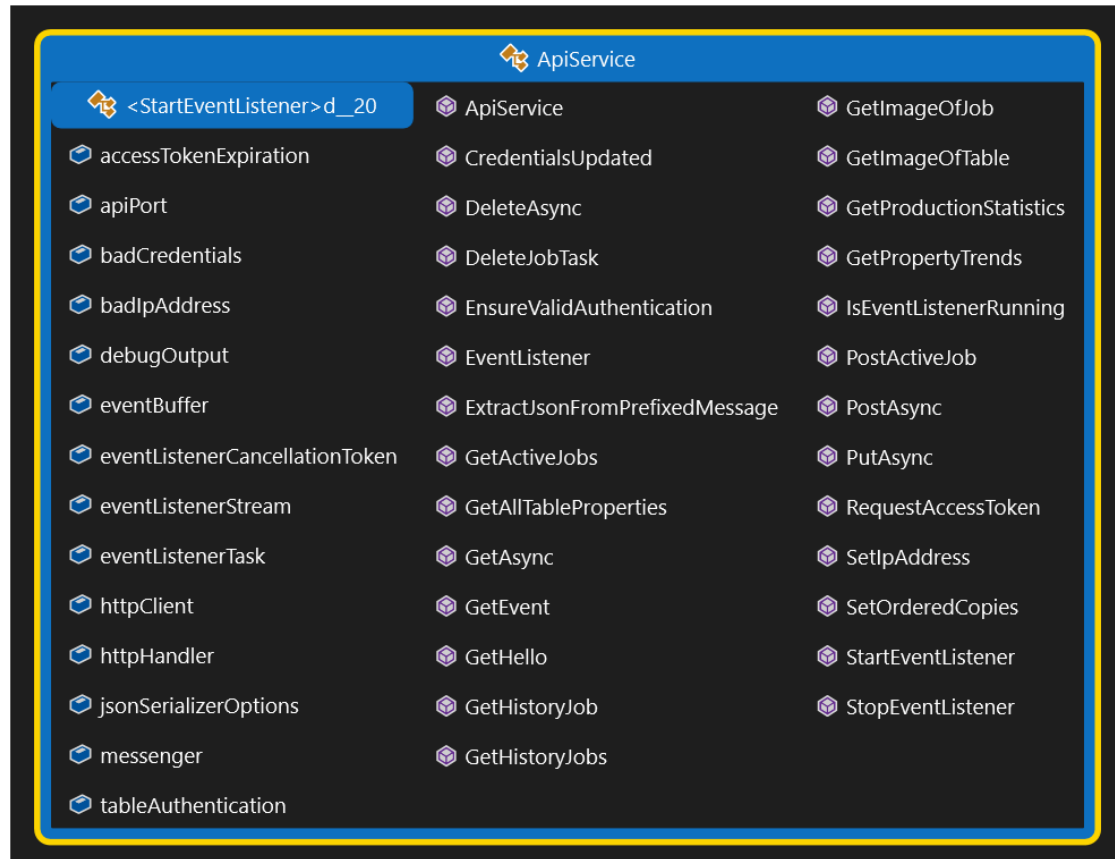 ApiService
<StartEventListener>d__20
accessTokenExpiration
apiPort
badCredentials
badIpAddress
debugOutput
eventBuffer
eventListenerCancellationToken
eventListenerStream
eventListenerTask
httpClient
httpHandler
jsonSerializerOptions
messenger
tableAuthentication
ApiService
CredentialsUpdated
DeleteAsync
DeleteJobTask
EnsureValidAuthentication
EventListener
ExtractJsonFromPrefixedMessage
GetActiveJobs
GetAllTableProperties
GetAsync
GetEvent
GetHello
GetHistoryJob
GetHistoryJobs
GetImageOfJob
GetImageOfTable
GetProductionStatistics
GetPropertyTrends
IsEventListenerRunning
PostActiveJob
PostAsync
PutAsync
RequestAccessToken
SetIpAddress
SetOrderedCopies
StartEventListener
StopEventListener